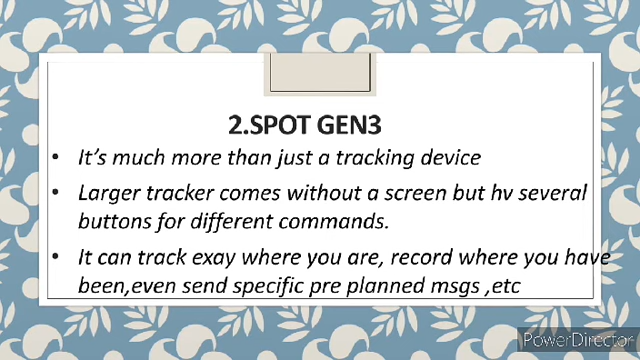 2.SPOT GEN3
• It's much more than just a tracking device
• Larger tracker comes without a screen but hv several
buttons for different commands.
• It can track exay where you are, record where you have
been,even send specific pre planned msgs ,etc
PowerDirector